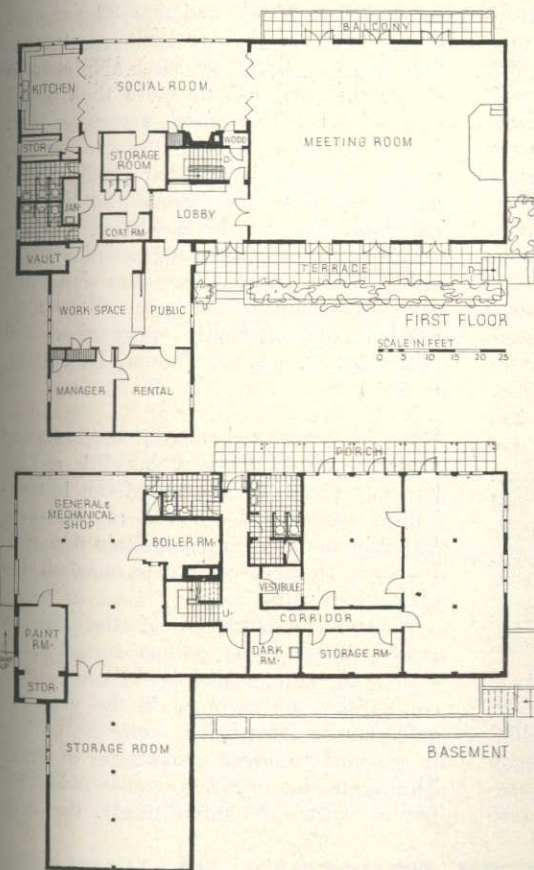 BALCONY
KITCHEN
SOCIAL ROOM
MEETING ROOM
STOR.
STORAGE
ROOM
WOOD
D.
JAN.
LOBBY
COAT RM.
VAULT
TERRACE
D
WORK SPACE
PUBLIC
FIRST FLOOR
SCALE IN FEET
0 5 10 15 20 25
MANAGER
RENTAL
PORCH
GENERAL &
MECHANICAL
SHOP
BOILER RM.
VESTIBULE
U.
CORRIDOR
PAINT
RM.
DARK
RM.
STORAGE RM.
STOR.
UP
STORAGE ROOM
BASEMENT